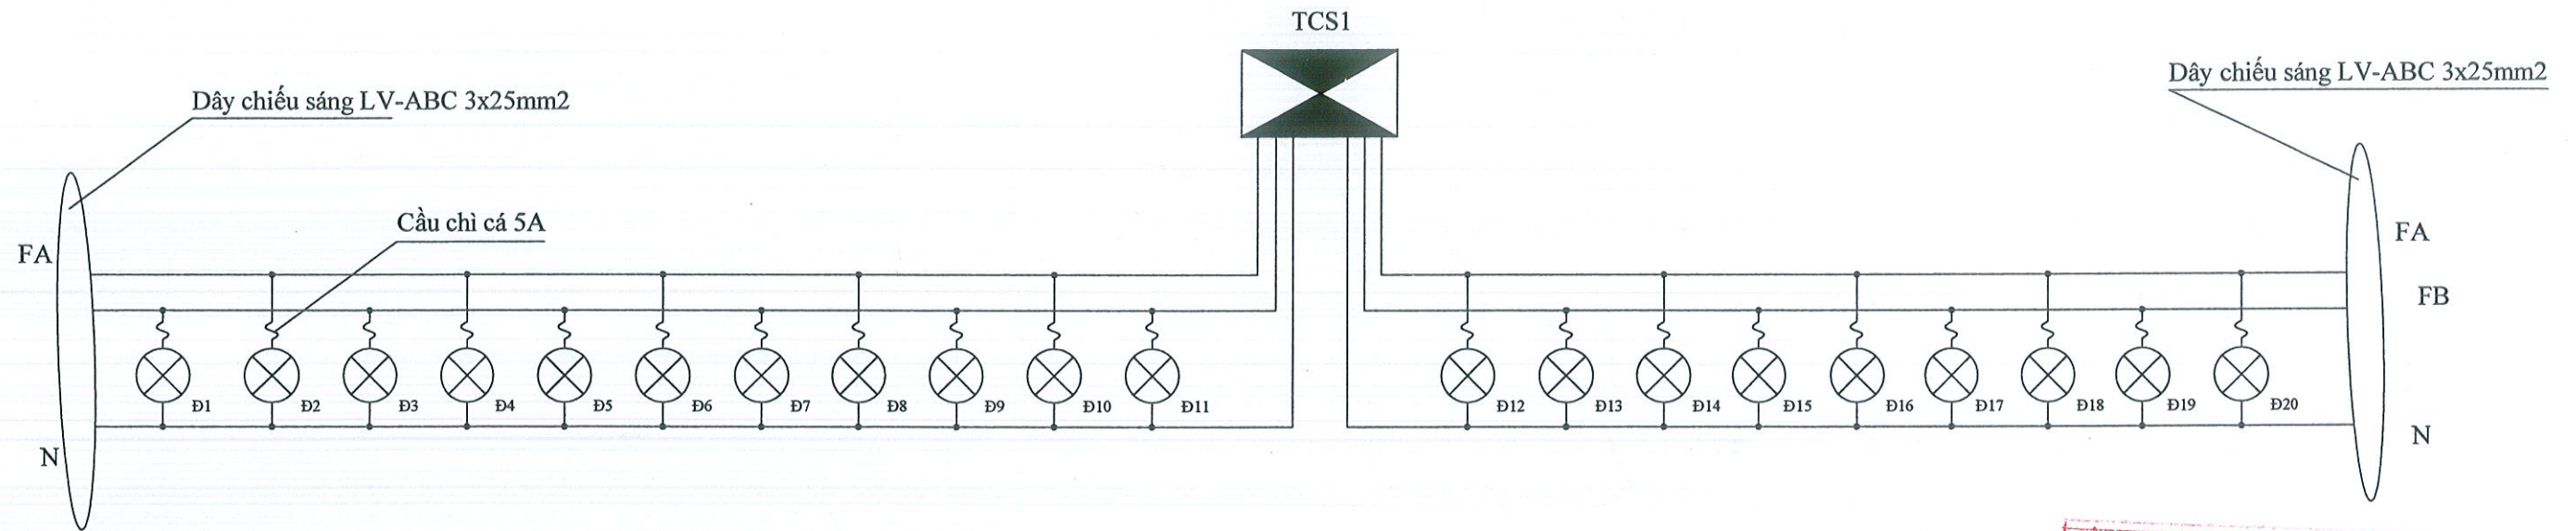 TCS1
Dây chiếu sáng LV-ABC 3x25mm2
Dây chiếu sáng LV-ABC 3x25mm2
Cầu chì cá 5A
FA
FA
FB
Đ1 Đ2 Đ3 Đ4 Đ5 Đ6 Đ7 Đ8 Đ9 Đ10 Đ11 Đ12 Đ13 Đ14 Đ15 Đ16 Đ17 Đ18 Đ19 Đ20
N
N